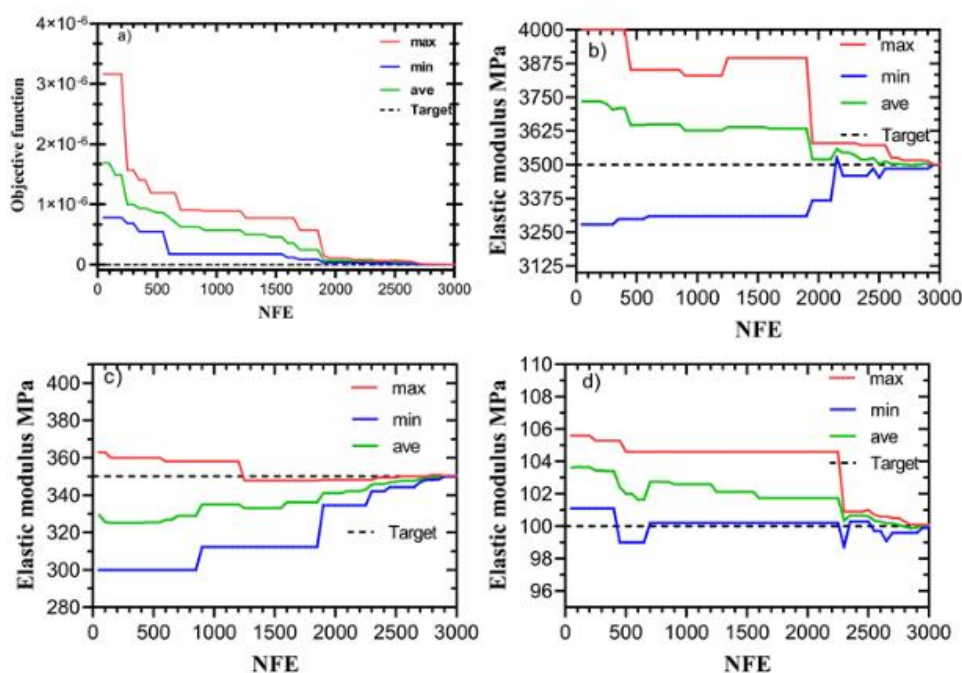 a)
Objective function
4×10⁻⁶
3×10⁻⁶
2×10⁻⁶
1×10⁻⁶
0
max
min
ave
Target
0 500 1000 1500 2000 2500 3000
NFE
b)
Elastic modulus MPa
4000
3875
3750
3625
3500
3375
3250
3125
max
min
ave
Target
0 500 1000 1500 2000 2500 3000
NFE
c)
Elastic modulus MPa
400
380
360
340
320
300
280
max
min
ave
Target
0 500 1000 1500 2000 2500 3000
NFE
d)
Elastic modulus MPa
110
108
106
104
102
100
98
96
max
min
ave
Target
0 500 1000 1500 2000 2500 3000
NFE